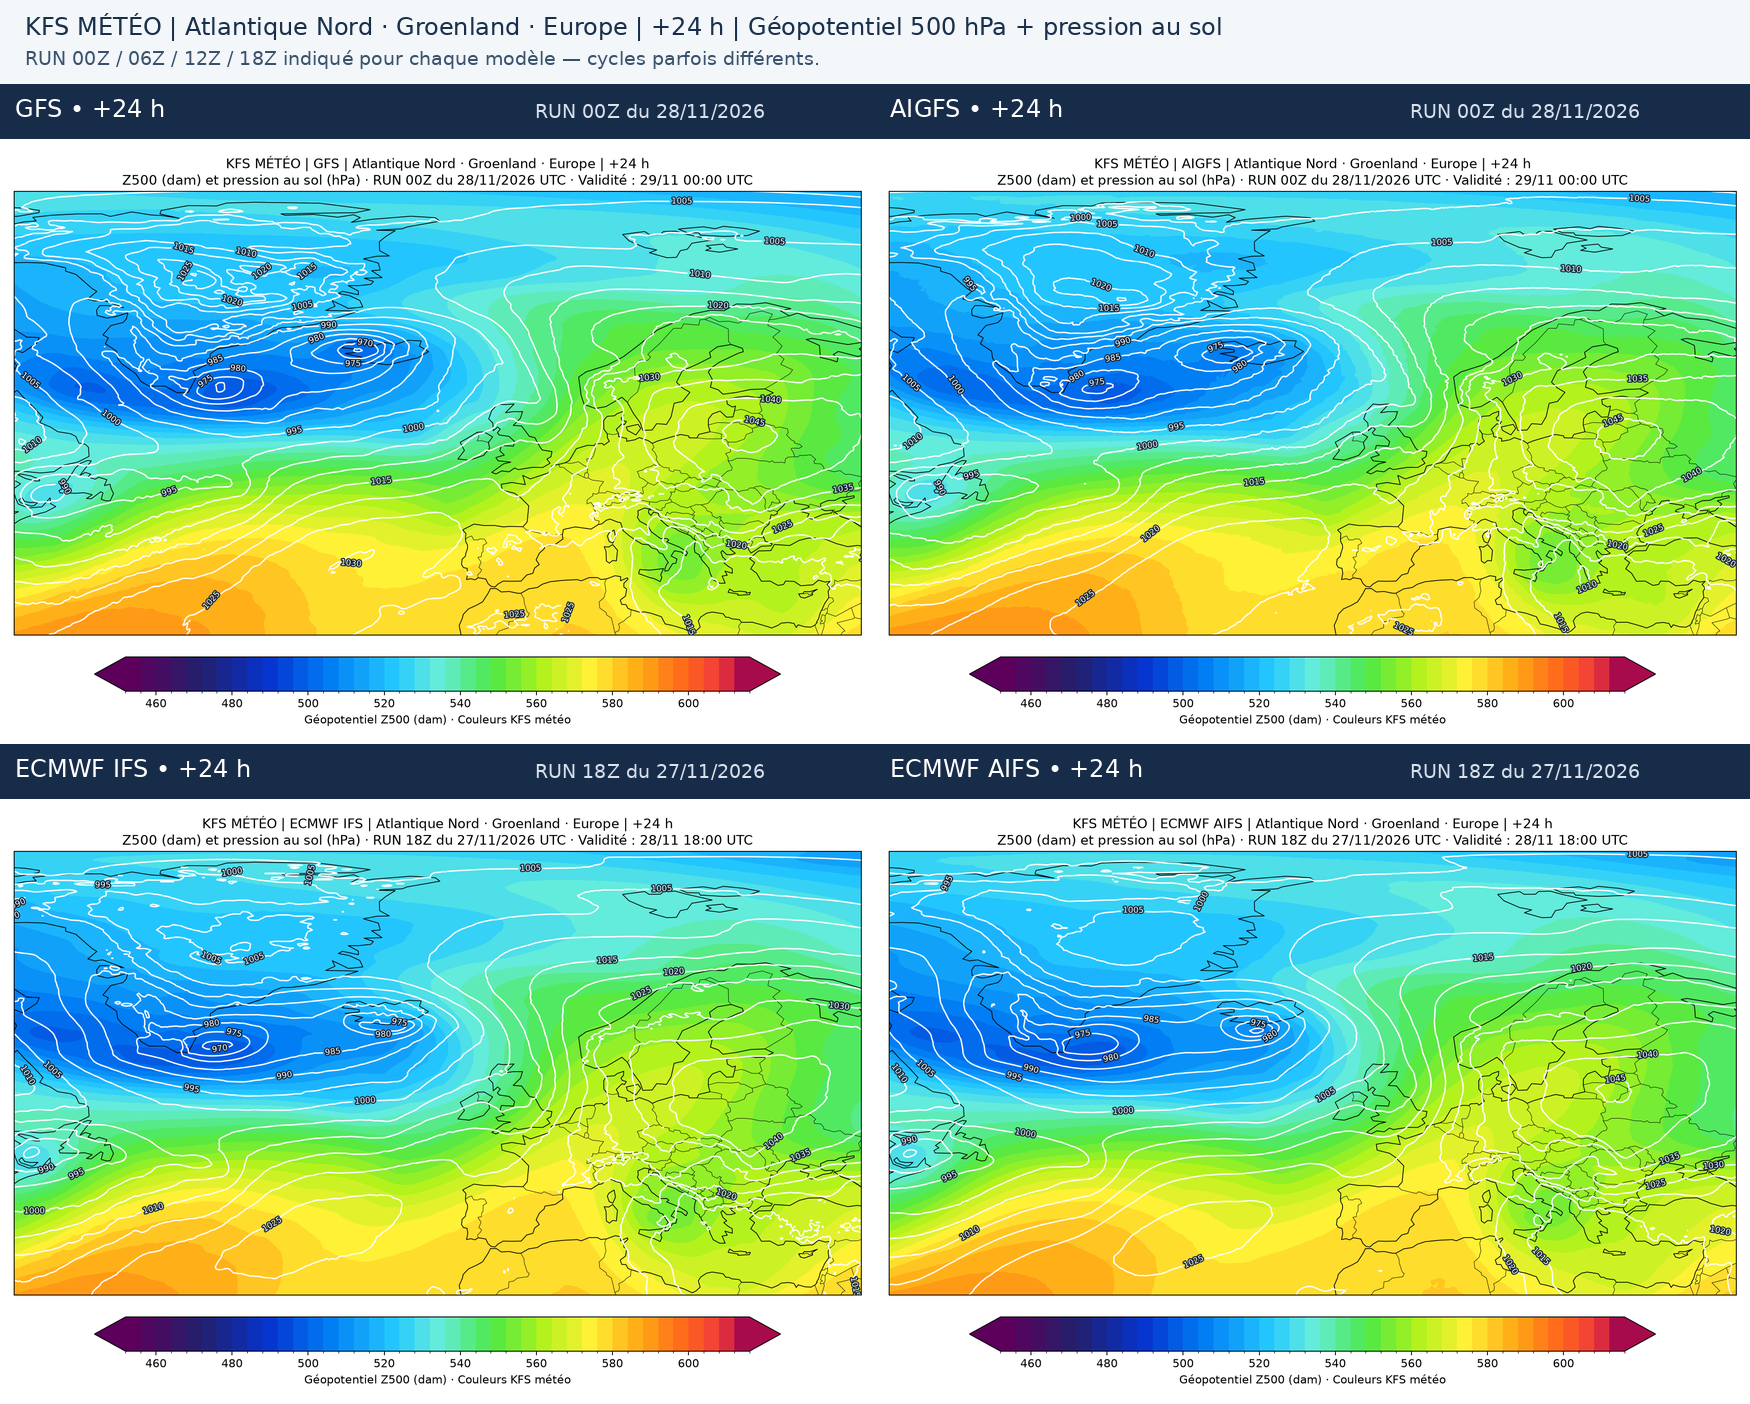 KFS MÉTÉO | Atlantique Nord · Groenland · Europe | +24 h | Géopotentiel 500 hPa + pression au sol
RUN 00Z / 06Z / 12Z / 18Z indiqué pour chaque modèle — cycles parfois différents.
GFS • +24 h
RUN 00Z du 28/11/2026
AIGFS • +24 h
RUN 00Z du 28/11/2026
KFS MÉTÉO | GFS | Atlantique Nord · Groenland · Europe | +24 h
Z500 (dam) et pression au sol (hPa) · RUN 00Z du 28/11/2026 UTC · Validité : 29/11 00:00 UTC
KFS MÉTÉO | AIGFS | Atlantique Nord · Groenland · Europe | +24 h
Z500 (dam) et pression au sol (hPa) · RUN 00Z du 28/11/2026 UTC · Validité : 29/11 00:00 UTC
460 480 500 520 540 560 580 600
Géopotentiel Z500 (dam) · Couleurs KFS météo
460 480 500 520 540 560 580 600
Géopotentiel Z500 (dam) · Couleurs KFS météo
ECMWF IFS • +24 h
RUN 18Z du 27/11/2026
ECMWF AIFS • +24 h
RUN 18Z du 27/11/2026
KFS MÉTÉO | ECMWF IFS | Atlantique Nord · Groenland · Europe | +24 h
Z500 (dam) et pression au sol (hPa) · RUN 18Z du 27/11/2026 UTC · Validité : 28/11 18:00 UTC
KFS MÉTÉO | ECMWF AIFS | Atlantique Nord · Groenland · Europe | +24 h
Z500 (dam) et pression au sol (hPa) · RUN 18Z du 27/11/2026 UTC · Validité : 28/11 18:00 UTC
460 480 500 520 540 560 580 600
Géopotentiel Z500 (dam) · Couleurs KFS météo
460 480 500 520 540 560 580 600
Géopotentiel Z500 (dam) · Couleurs KFS météo